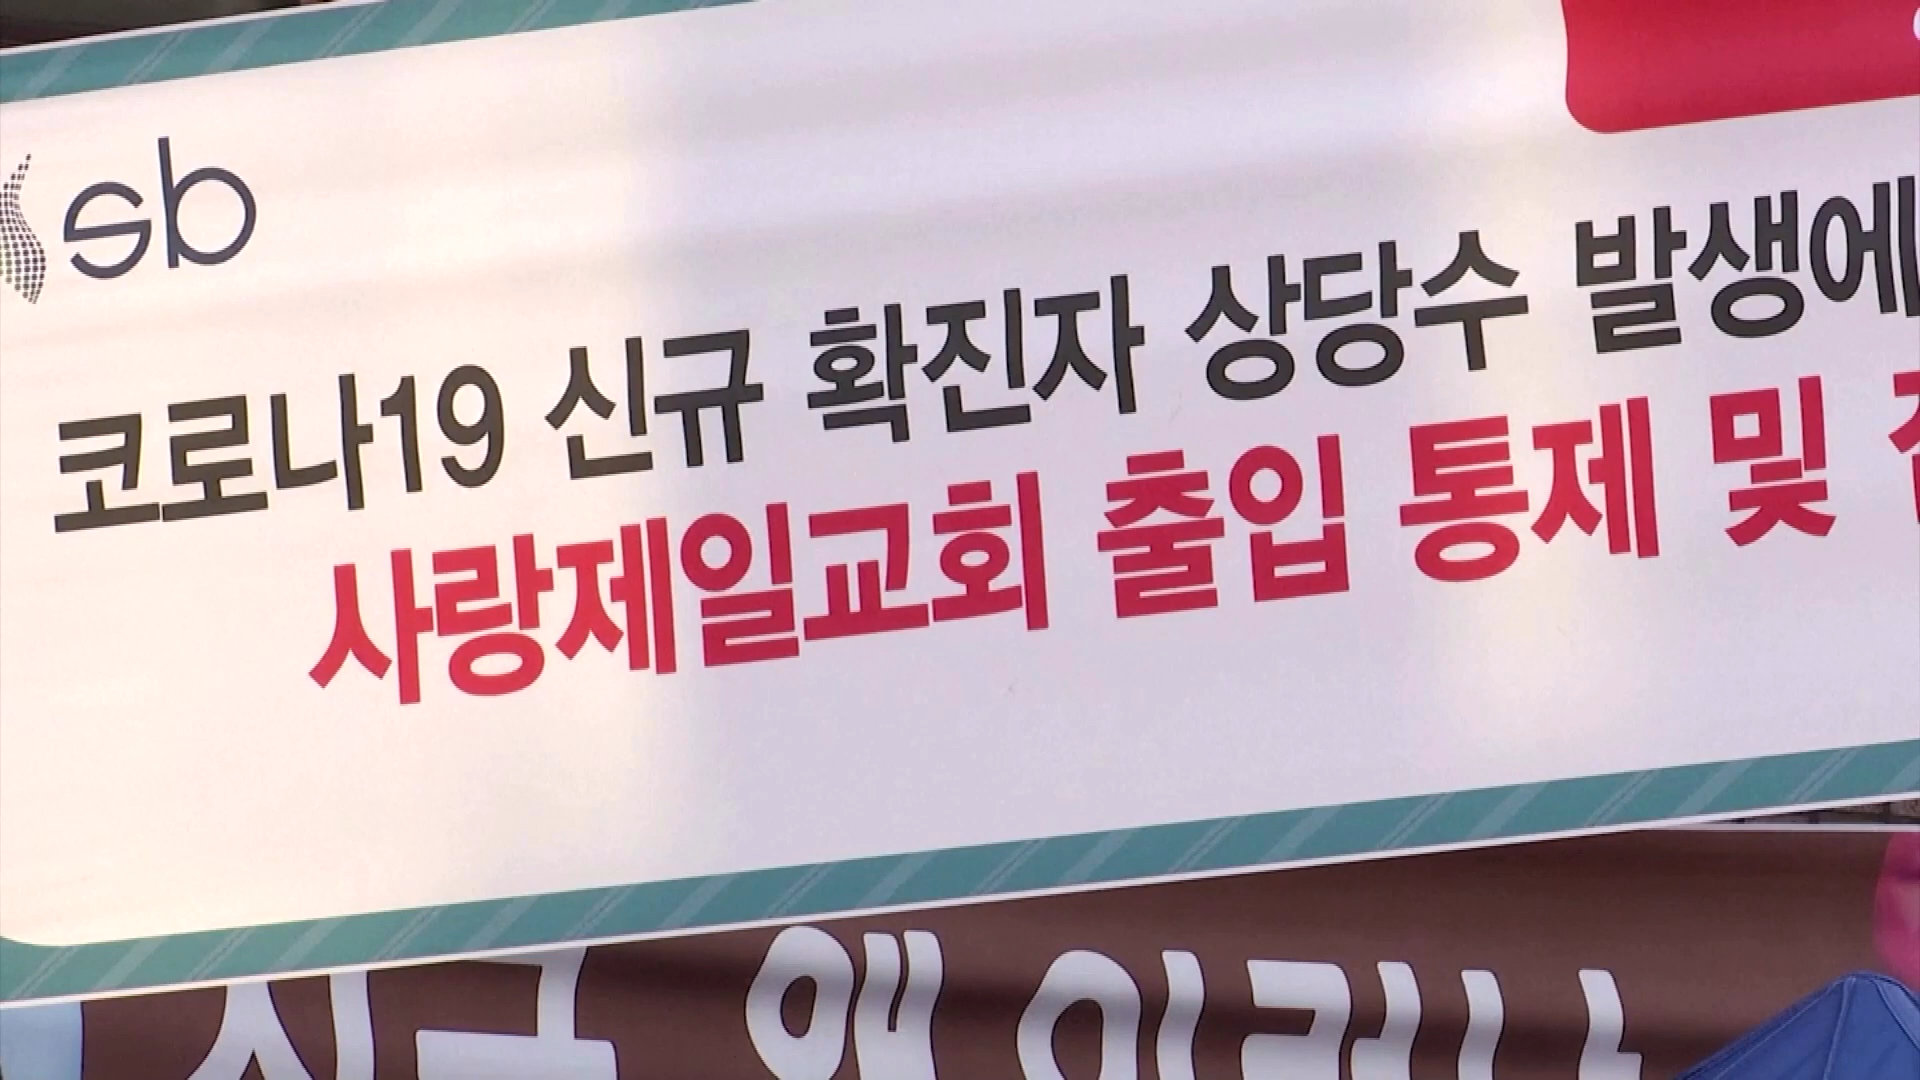 sb
코로나19 신규 확진자 상당수 발생에
사랑제일교회 출입 통제 및